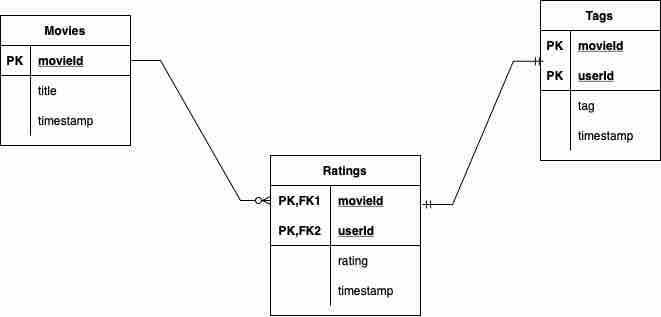 Movies
PK movieId
title
timestamp
Tags
PK movieId
PK userId
tag
timestamp
Ratings
PK,FK1 movieId
PK,FK2 userId
rating
timestamp